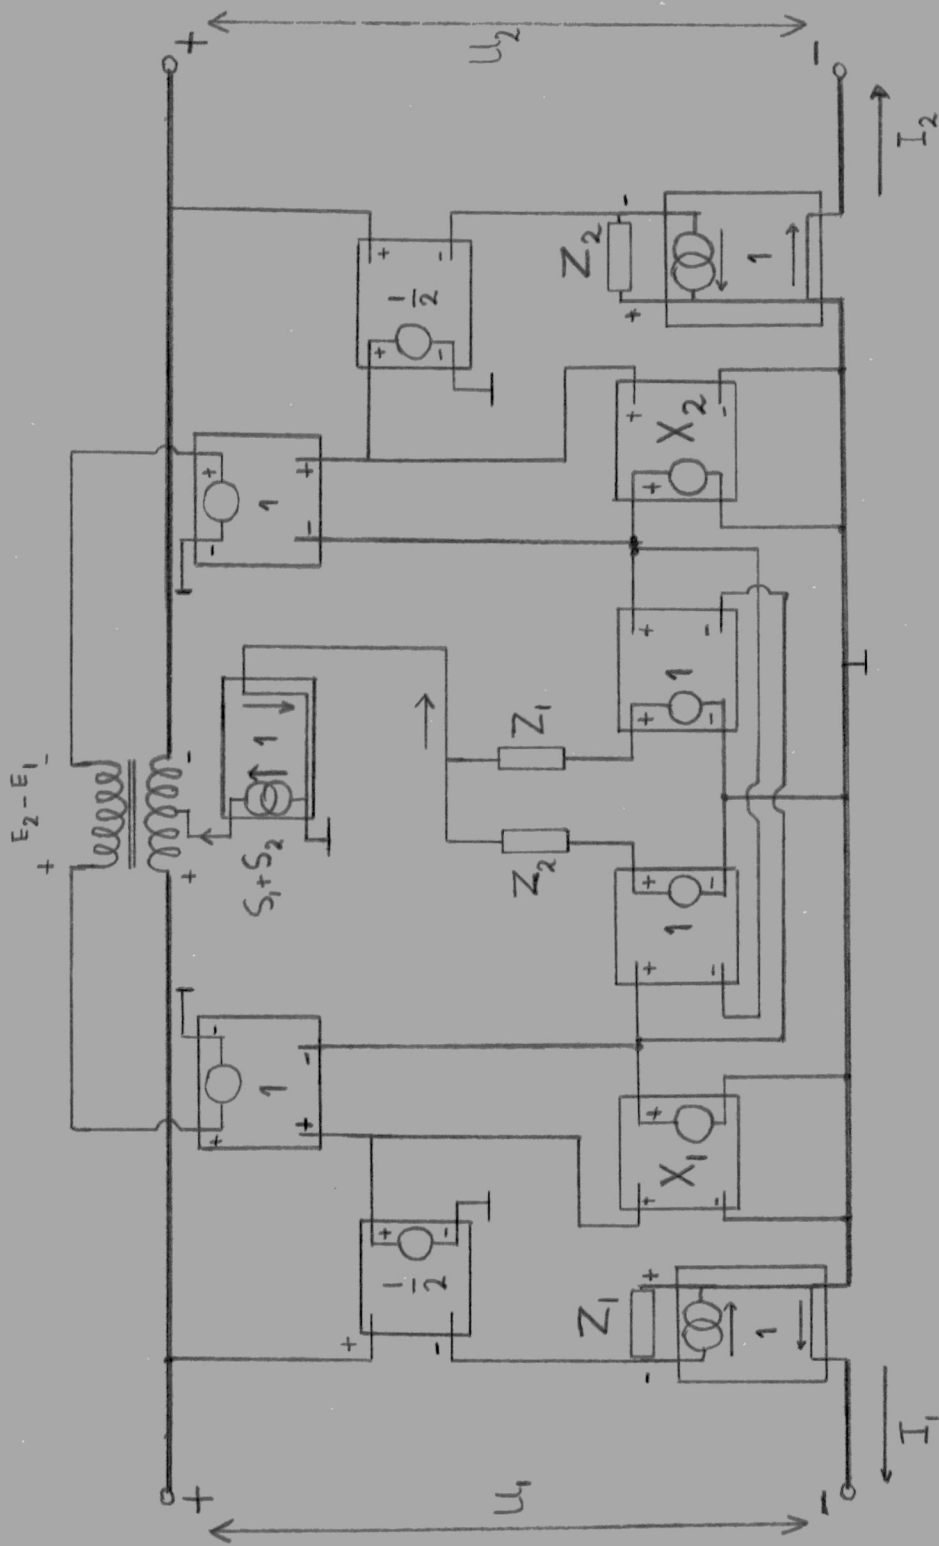 + E₂ - E₁ -
+ + - + - - + +
1 S₁+S₂ 1 1
+ - - +
+ - + + - + -
1/2 1/2
U₁ U₂
Z₂ Z₁
Z₁ Z₂
- + + - + - + - + - + - + - + - + -
X₁ 1 1 X₂
1 1
- -
I₁ I₂